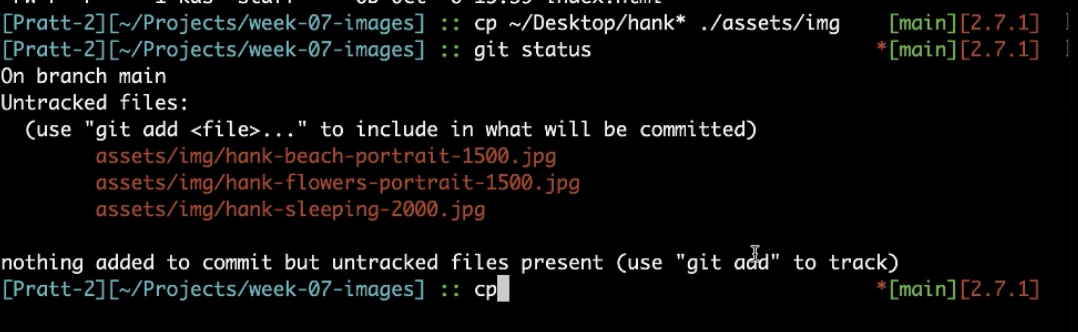 [Pratt-2][~/Projects/week-07-images] :: cp ~/Desktop/hank* ./assets/img [main][2.7.1]
[Pratt-2][~/Projects/week-07-images] :: git status *[main][2.7.1]
On branch main
Untracked files:
  (use "git add <file>..." to include in what will be committed)
        assets/img/hank-beach-portrait-1500.jpg
        assets/img/hank-flowers-portrait-1500.jpg
        assets/img/hank-sleeping-2000.jpg
nothing added to commit but untracked files present (use "git add" to track)
[Pratt-2][~/Projects/week-07-images] :: cp *[main][2.7.1]